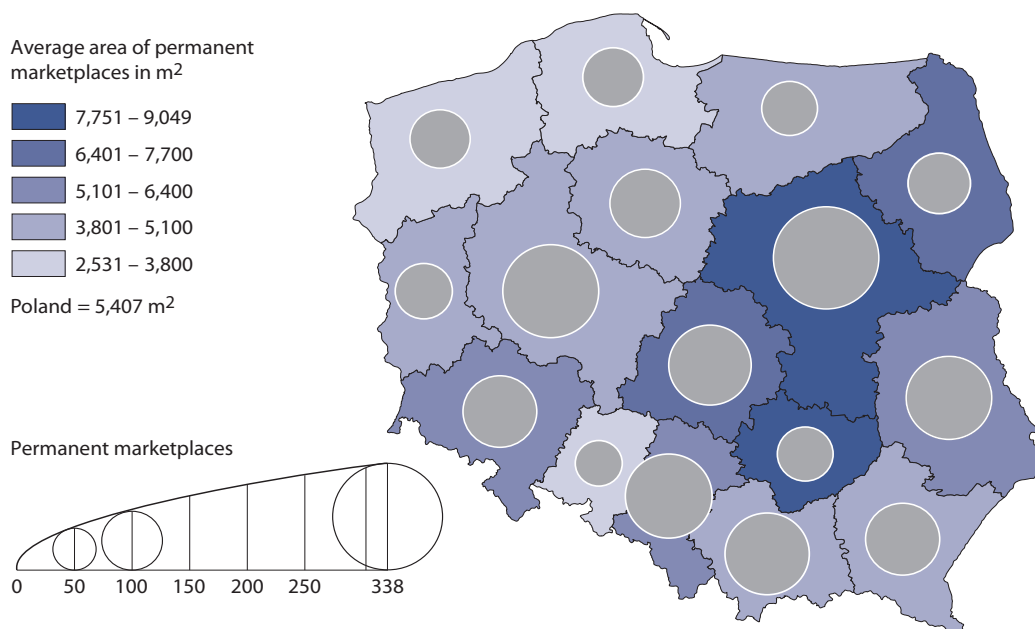 Average area of permanent
marketplaces in m²
7,751 – 9,049
6,401 – 7,700
5,101 – 6,400
3,801 – 5,100
2,531 – 3,800
Poland = 5,407 m²
Permanent marketplaces
0 50 100 150 200 250 338